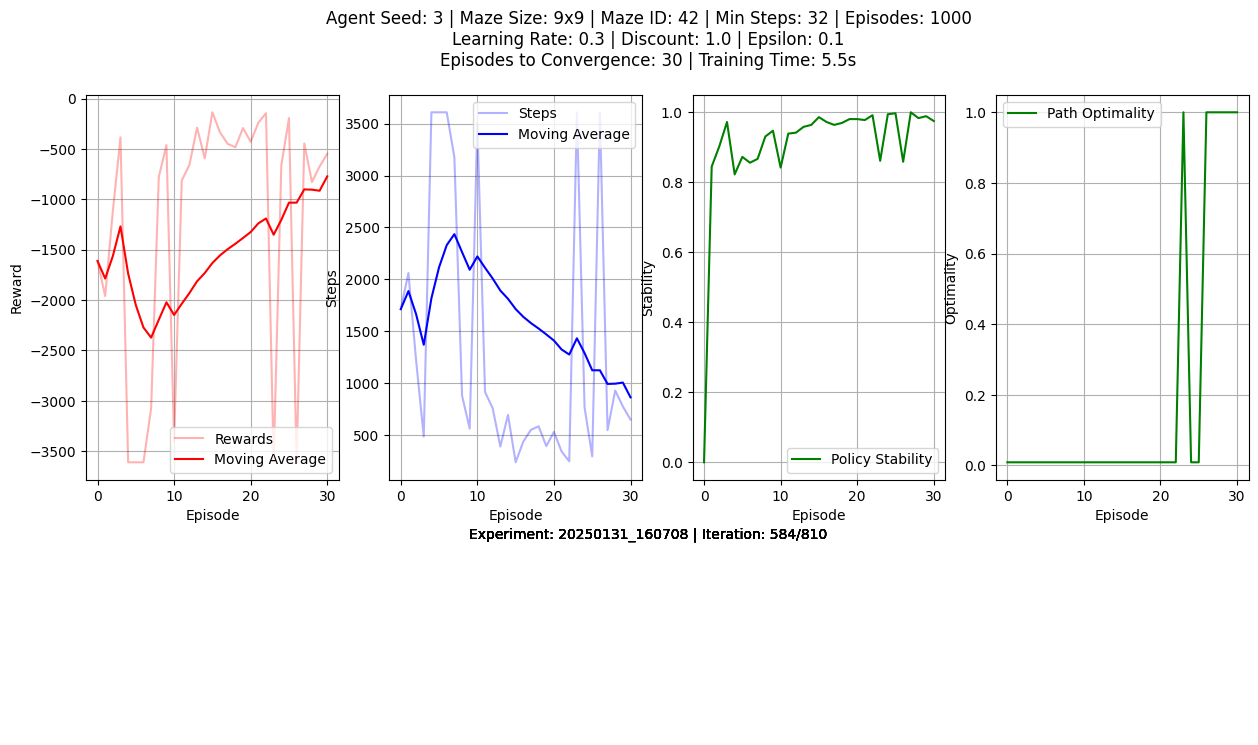 Agent Seed: 3 | Maze Size: 9x9 | Maze ID: 42 | Min Steps: 32 | Episodes: 1000
Learning Rate: 0.3 | Discount: 1.0 | Epsilon: 0.1
Episodes to Convergence: 30 | Training Time: 5.5s
0
−500
−1000
−1500
−2000
−2500
−3000
−3500
Reward
Rewards
Moving Average
0
10
20
30
Episode
3500
3000
2500
2000
1500
1000
500
Steps
Steps
Moving Average
0
10
20
30
Episode
1.0
0.8
0.6
0.4
0.2
0.0
Stability
Policy Stability
0
10
20
30
Episode
1.0
0.8
0.6
0.4
0.2
0.0
Optimality
Path Optimality
0
10
20
30
Episode
Experiment: 20250131_160708 | Iteration: 584/810